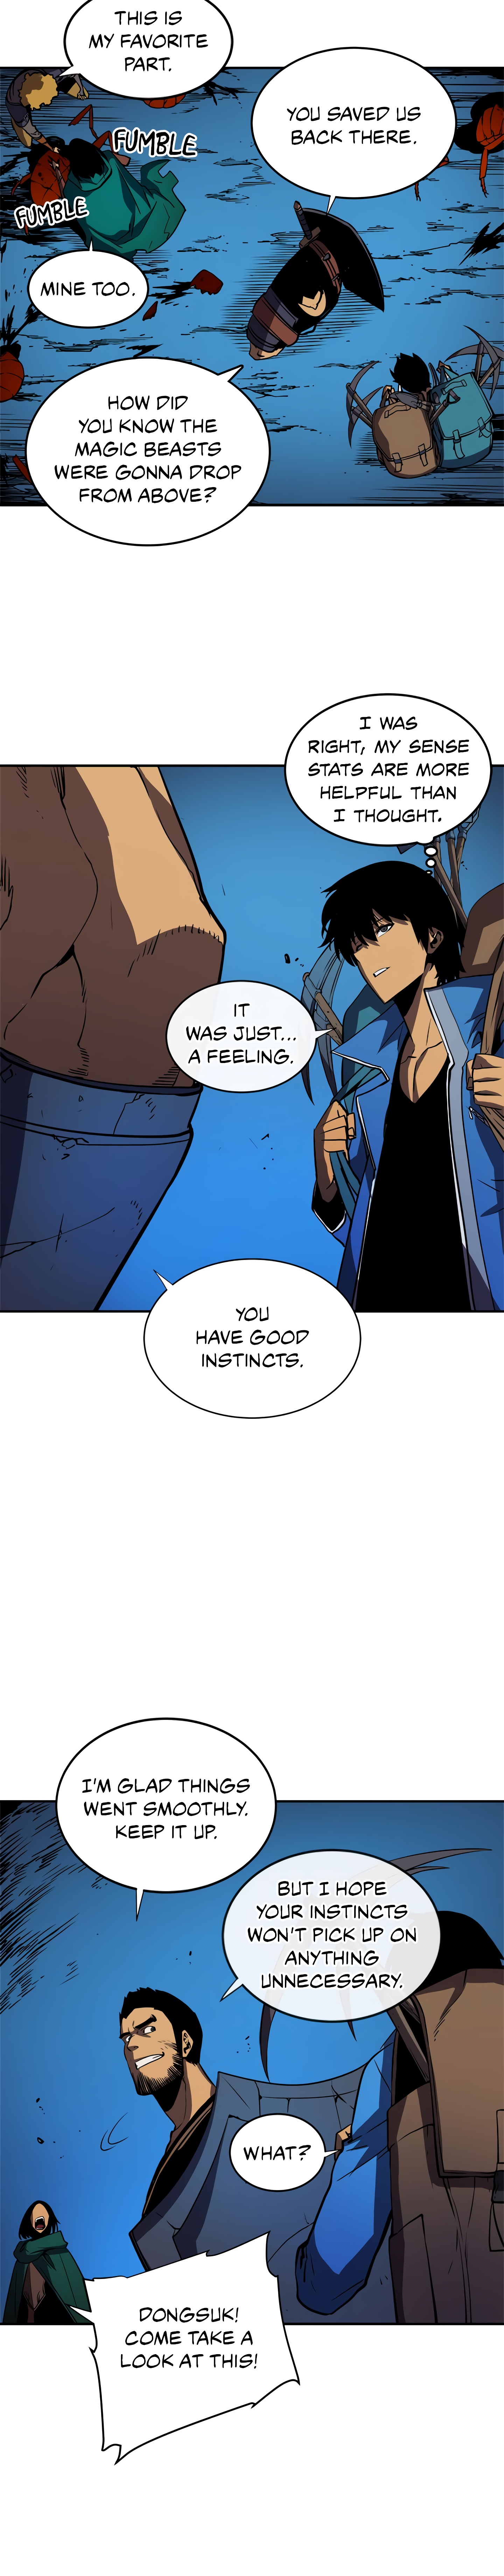 THIS IS
MY FAVORITE
PART.
YOU SAVED US
BACK THERE.
FUMBLE
FUMBLE
MINE TOO.
HOW DID
YOU KNOW THE
MAGIC BEASTS
WERE GONNA DROP
FROM ABOVE?
I WAS
RIGHT, MY SENSE
STATS ARE MORE
HELPFUL THAN
I THOUGHT.
IT
WAS JUST...
A FEELING.
YOU
HAVE GOOD
INSTINCTS.
I'M GLAD THINGS
WENT SMOOTHLY.
KEEP IT UP.
BUT I HOPE
YOUR INSTINCTS
WON'T PICK UP ON
ANYTHING
UNNECESSARY.
WHAT?
DONGSUK!
COME TAKE A
LOOK AT THIS!